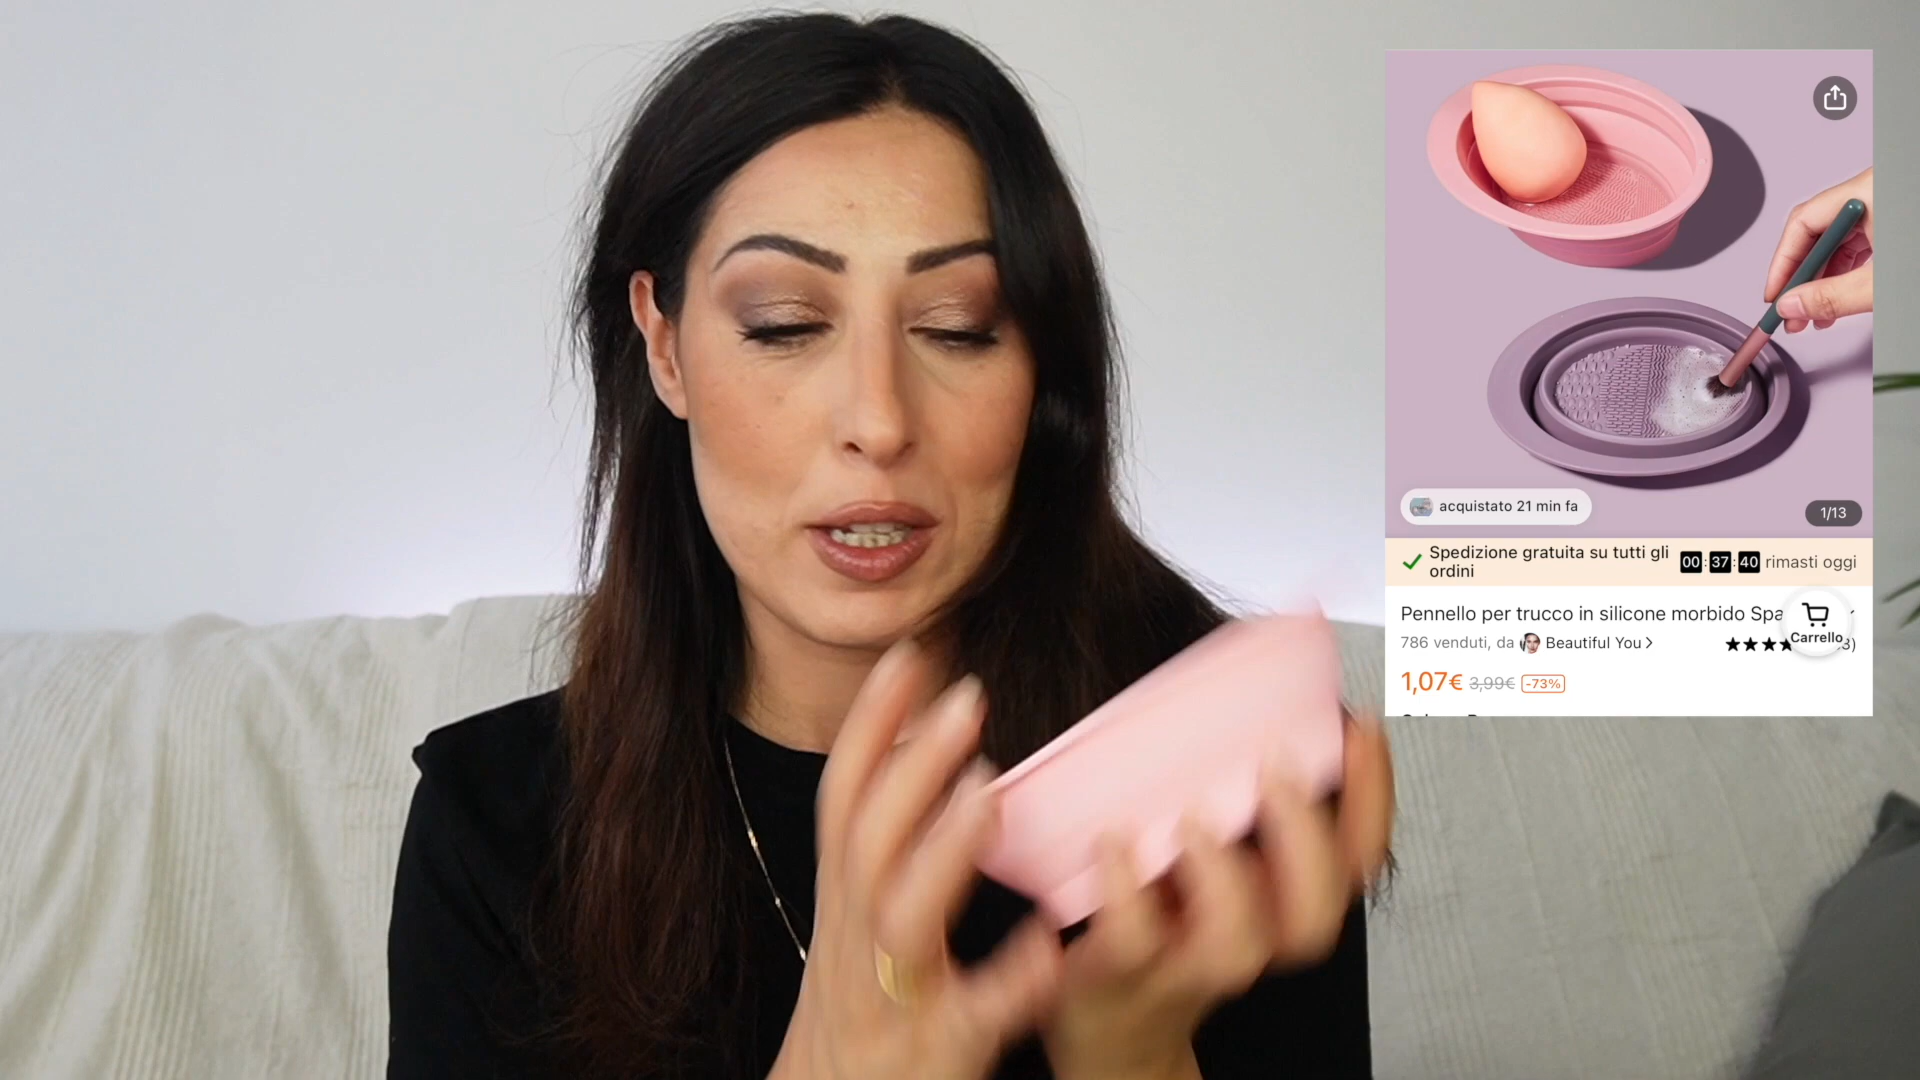 acquistato 21 min fa
1/13
Spedizione gratuita su tutti gli
ordini
00:37:40 rimasti oggi
Pennello per trucco in silicone morbido
Carrello
786 venduti, da Beautiful You
1,07€ 3,99€ -73%